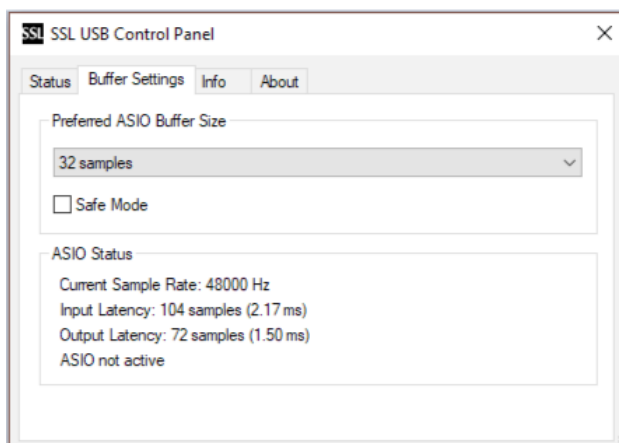 SSL SSL USB Control Panel
Status Buffer Settings Info About
Preferred ASIO Buffer Size
32 samples
Safe Mode
ASIO Status
Current Sample Rate: 48000 Hz
Input Latency: 104 samples (2.17 ms)
Output Latency: 72 samples (1.50 ms)
ASIO not active